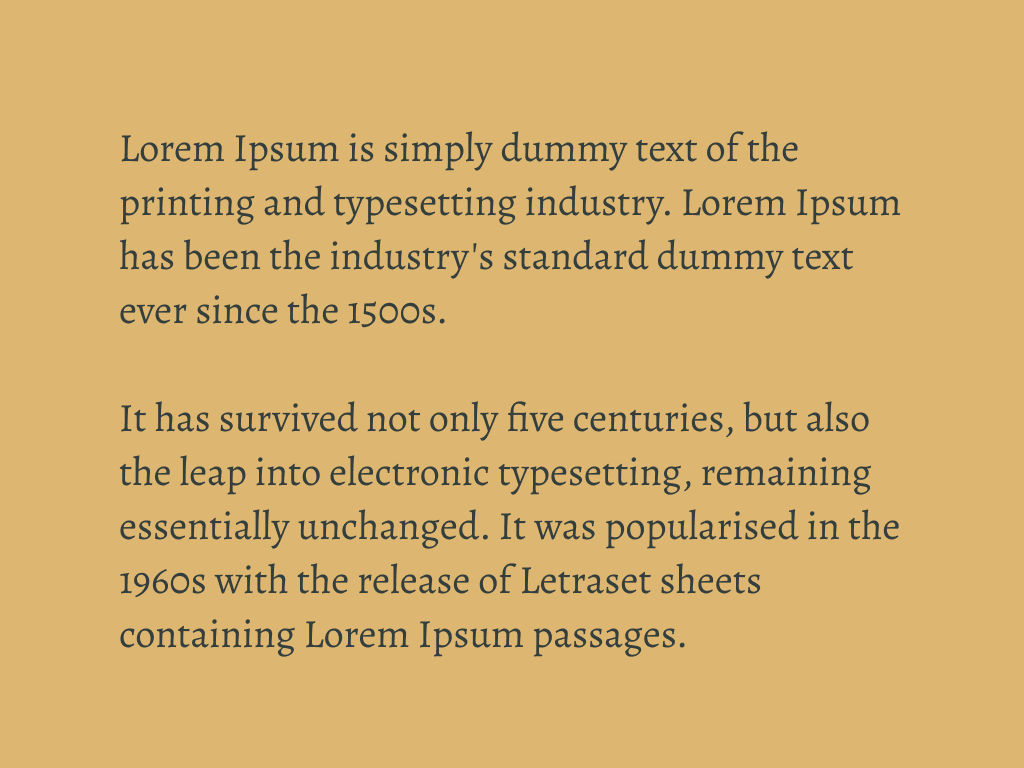 Lorem Ipsum is simply dummy text of the
printing and typesetting industry. Lorem Ipsum
has been the industry's standard dummy text
ever since the 1500s.
It has survived not only five centuries, but also
the leap into electronic typesetting, remaining
essentially unchanged. It was popularised in the
1960s with the release of Letraset sheets
containing Lorem Ipsum passages.